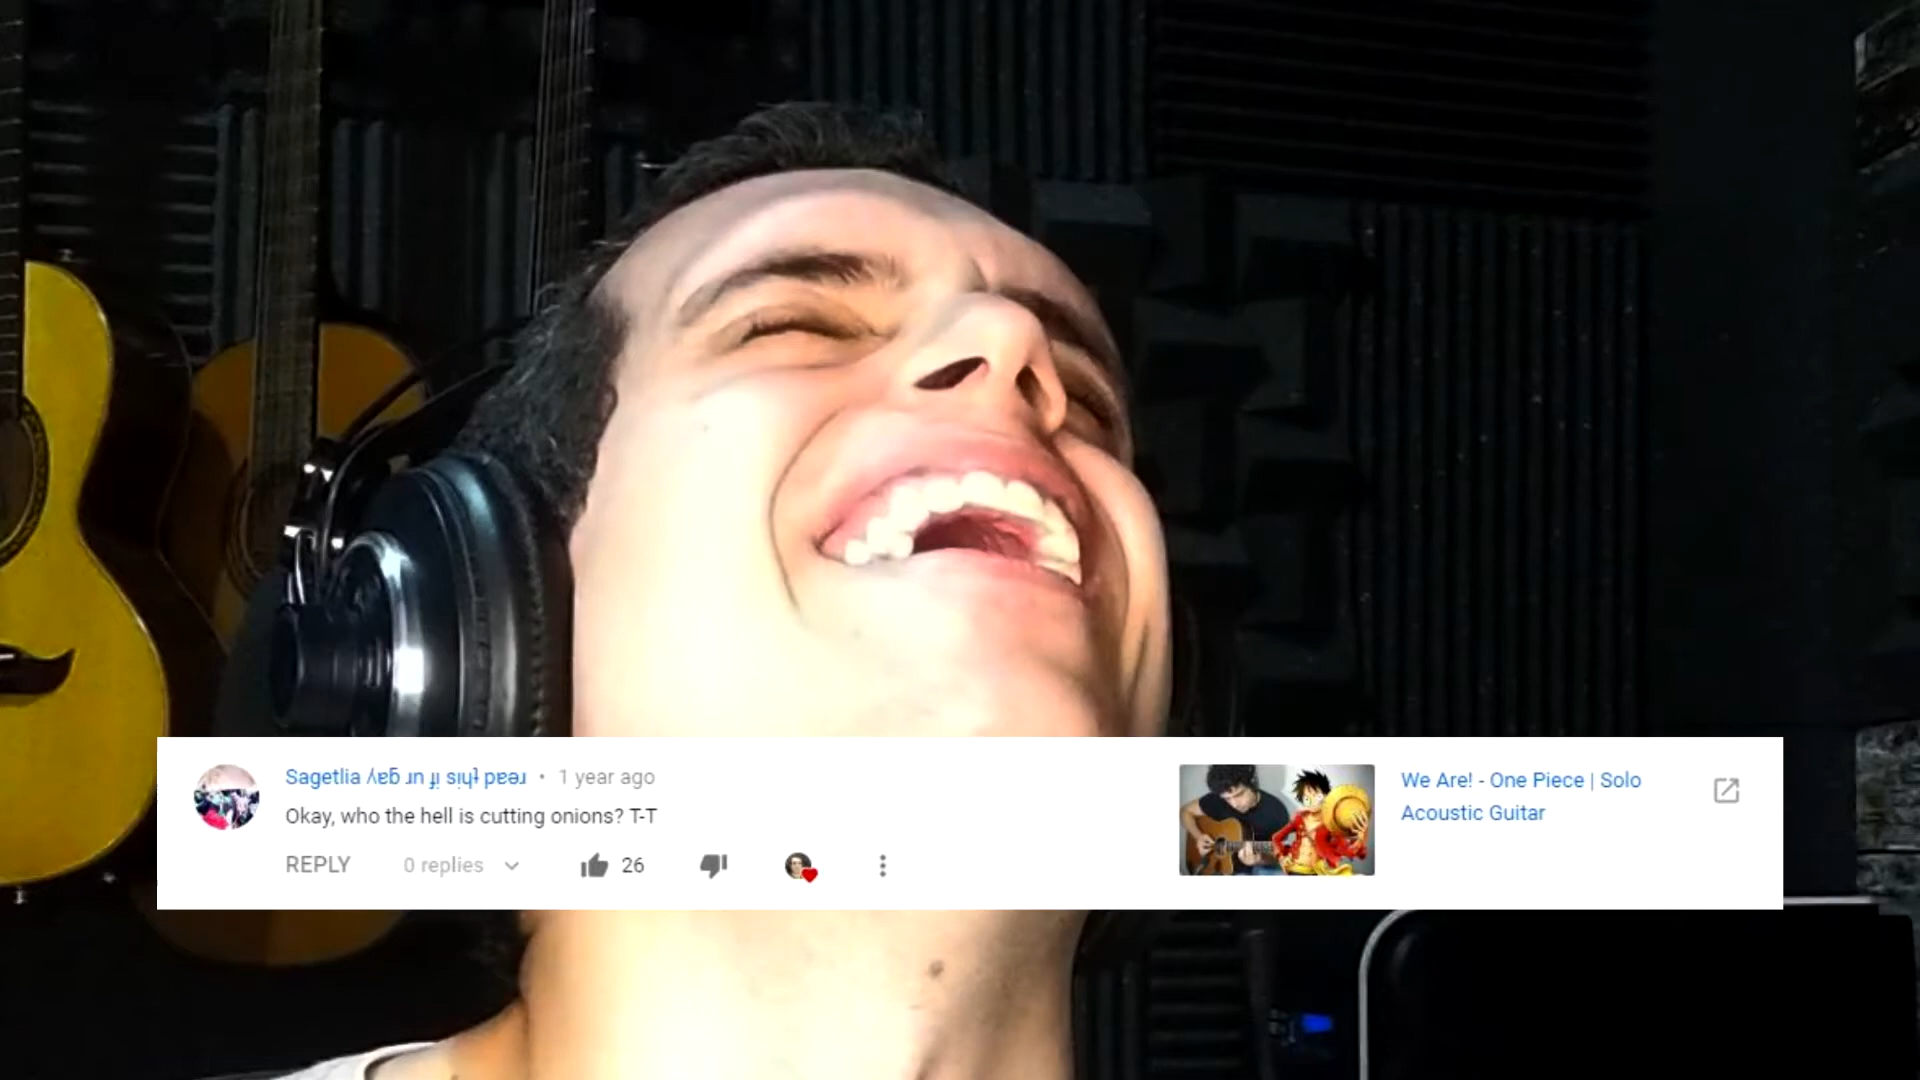 Sagetlia ʎɐƃ ɹn ɟı̣ sıɥʇ pɐǝɹ • 1 year ago
Okay, who the hell is cutting onions? T-T
REPLY 0 replies 26
We Are! - One Piece | Solo
Acoustic Guitar